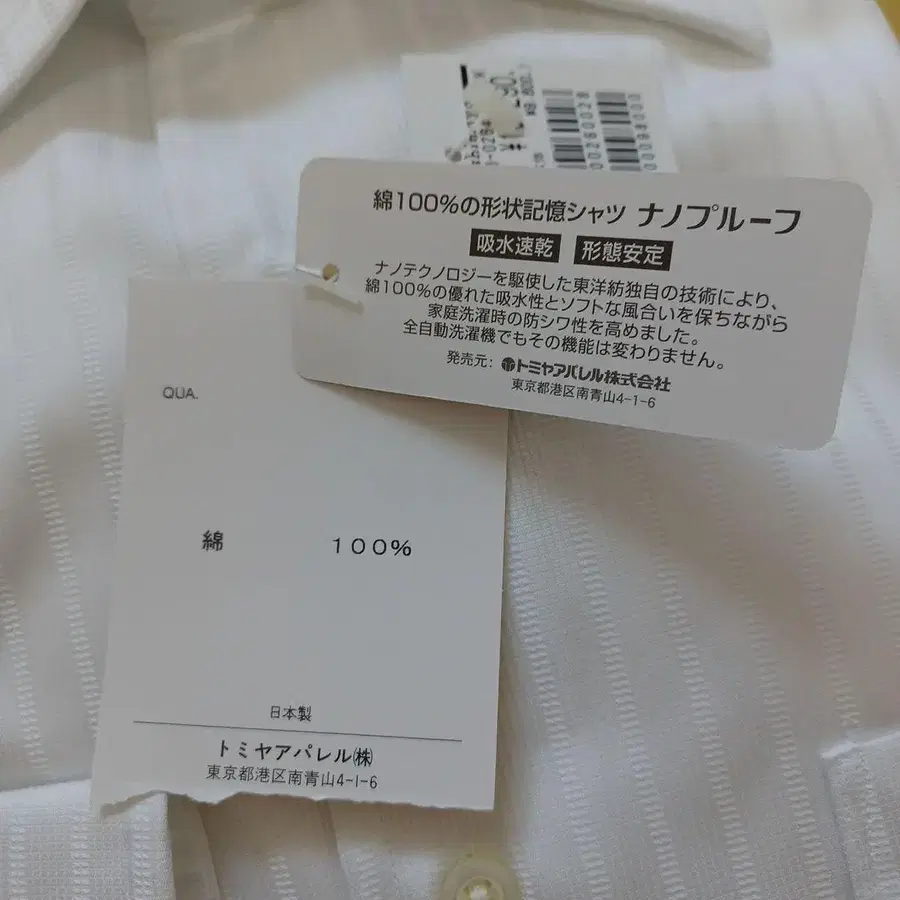 綿100%の形状記憶シャツ ナノプルーフ
吸水速乾 形態安定
ナノテクノロジーを駆使した東洋紡独自の技術により、
綿100%の優れた吸水性とソフトな風合いを保ちながら
家庭洗濯時の防シワ性を高めました。
全自動洗濯機でもその機能は変わりません。
発売元: トミヤアパレル株式会社
東京都港区南青山4-1-6
QUA.
綿 100%
日本製
トミヤアパレル㈱
東京都港区南青山4-1-6